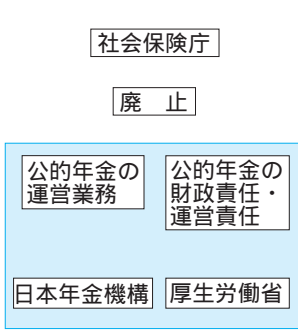 社会保険庁
廃　止
公的年金の
運営業務
公的年金の
財政責任・
運営責任
日本年金機構
厚生労働省